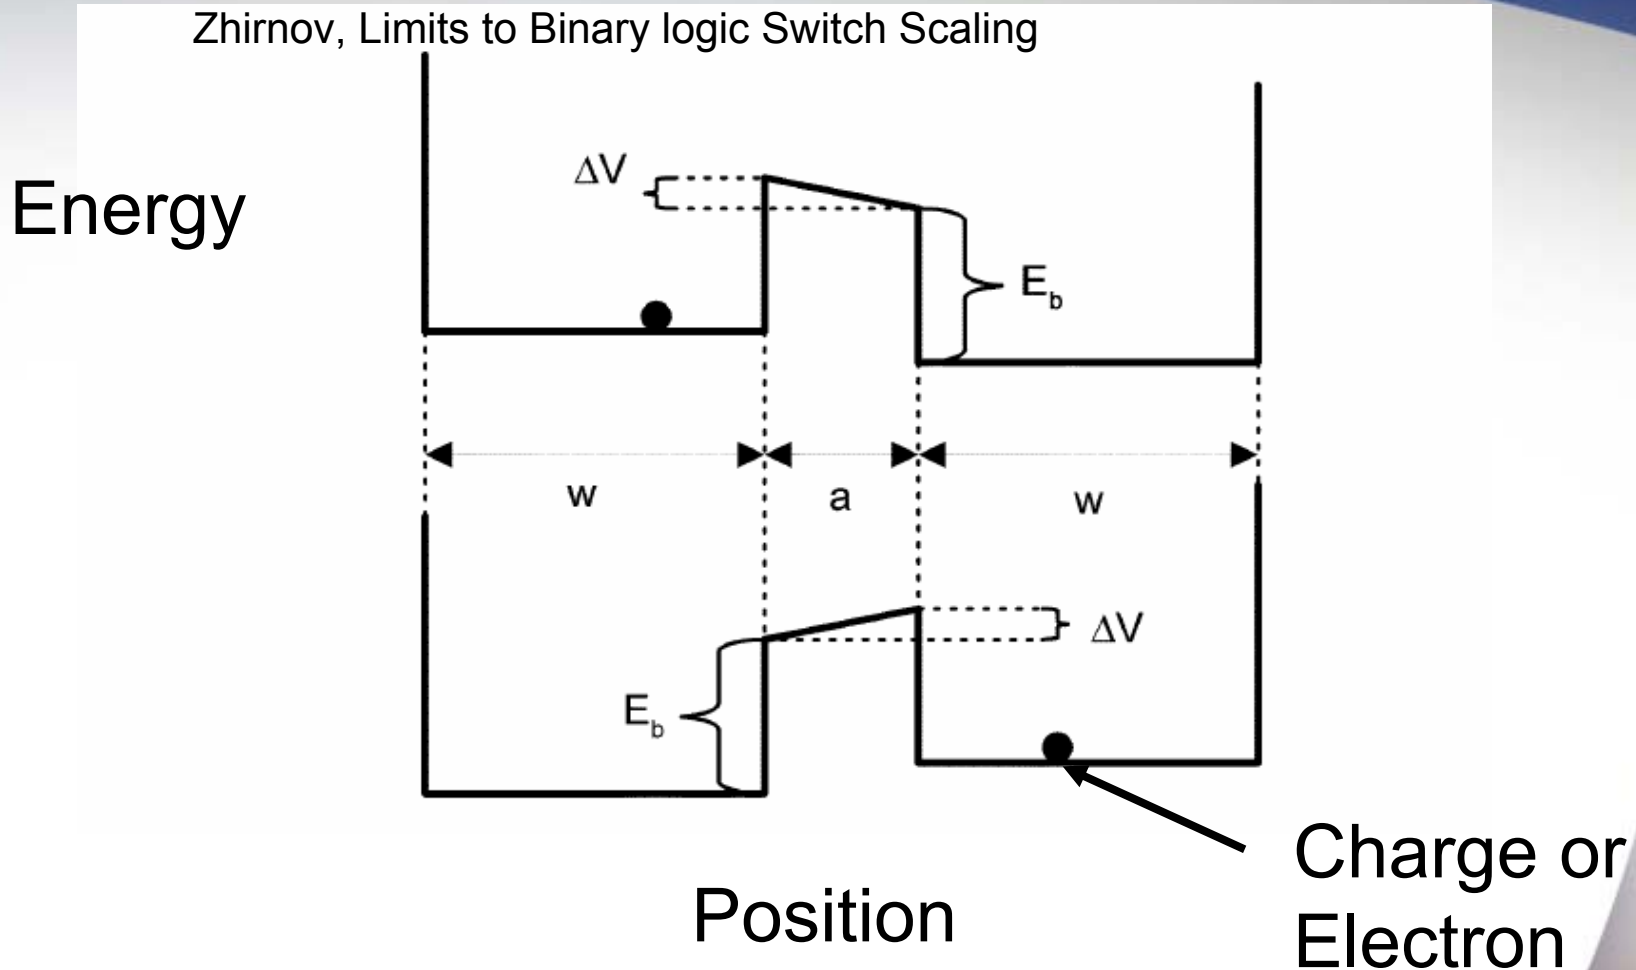 Zhirnov, Limits to Binary logic Switch Scaling
ΔV
Energy
E_b
w
a
w
ΔV
E_b
Charge or
Electron
Position